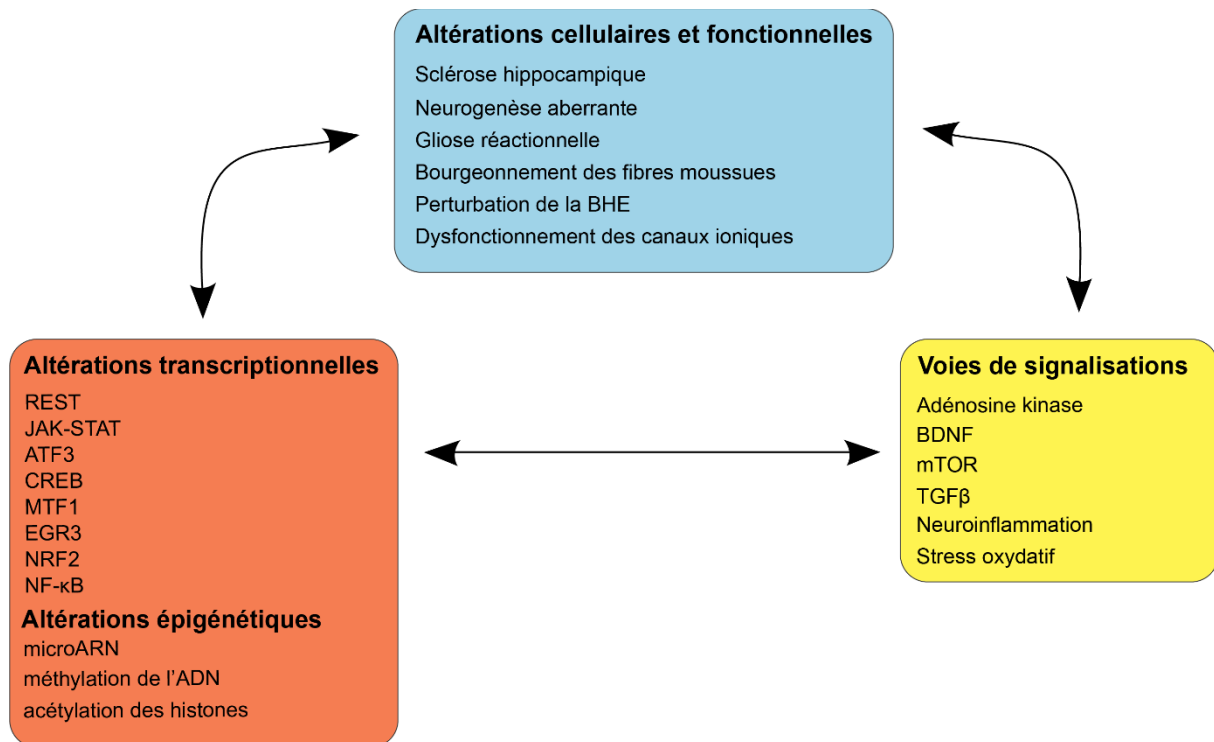 Altérations cellulaires et fonctionnelles
Sclérose hippocampique
Neurogenèse aberrante
Gliose réactionnelle
Bourgeonnement des fibres moussues
Perturbation de la BHE
Dysfonctionnement des canaux ioniques
Altérations transcriptionnelles
REST
JAK-STAT
ATF3
CREB
MTF1
EGR3
NRF2
NF-κB
Altérations épigénétiques
microARN
méthylation de l'ADN
acétylation des histones
Voies de signalisations
Adénosine kinase
BDNF
mTOR
TGFβ
Neuroinflammation
Stress oxydatif